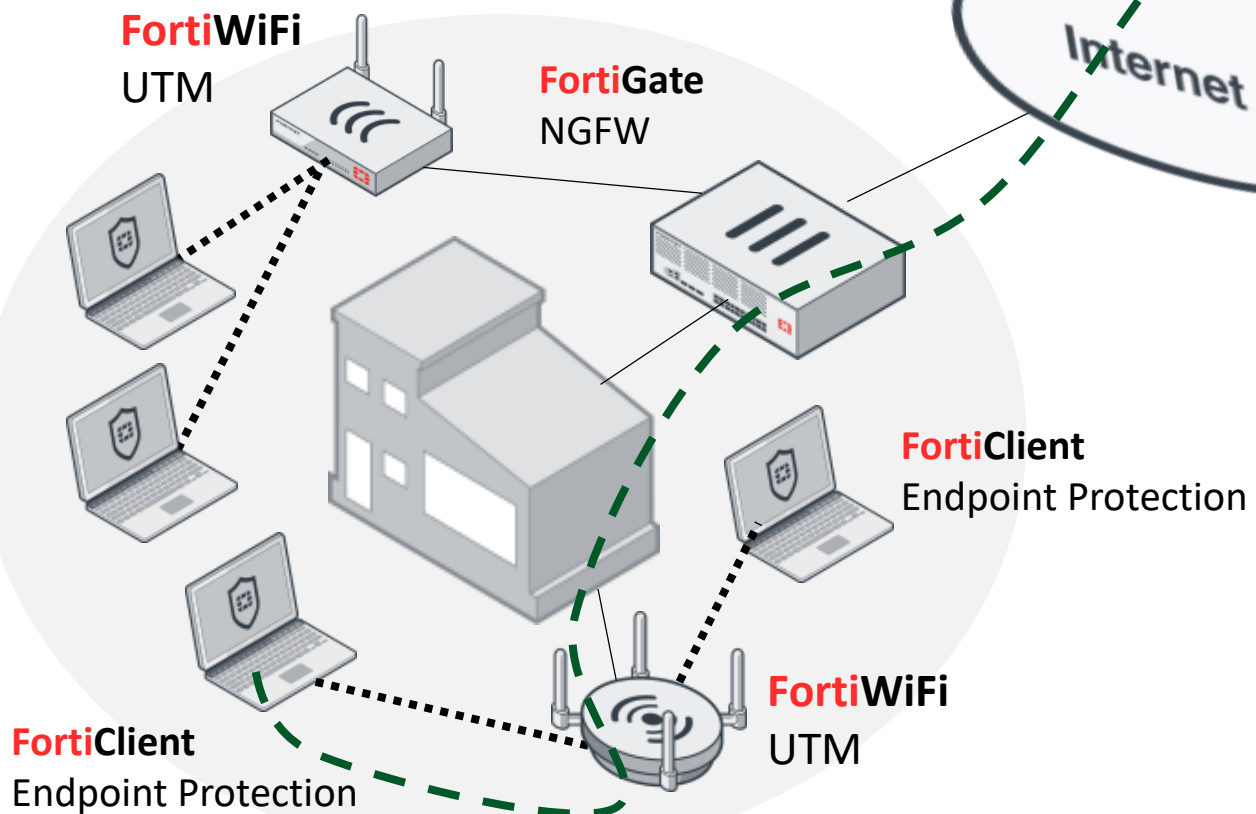 FortiWiFi
UTM
FortiGate
NGFW
Internet
FortiClient
Endpoint Protection
FortiWiFi
UTM
FortiClient
Endpoint Protection